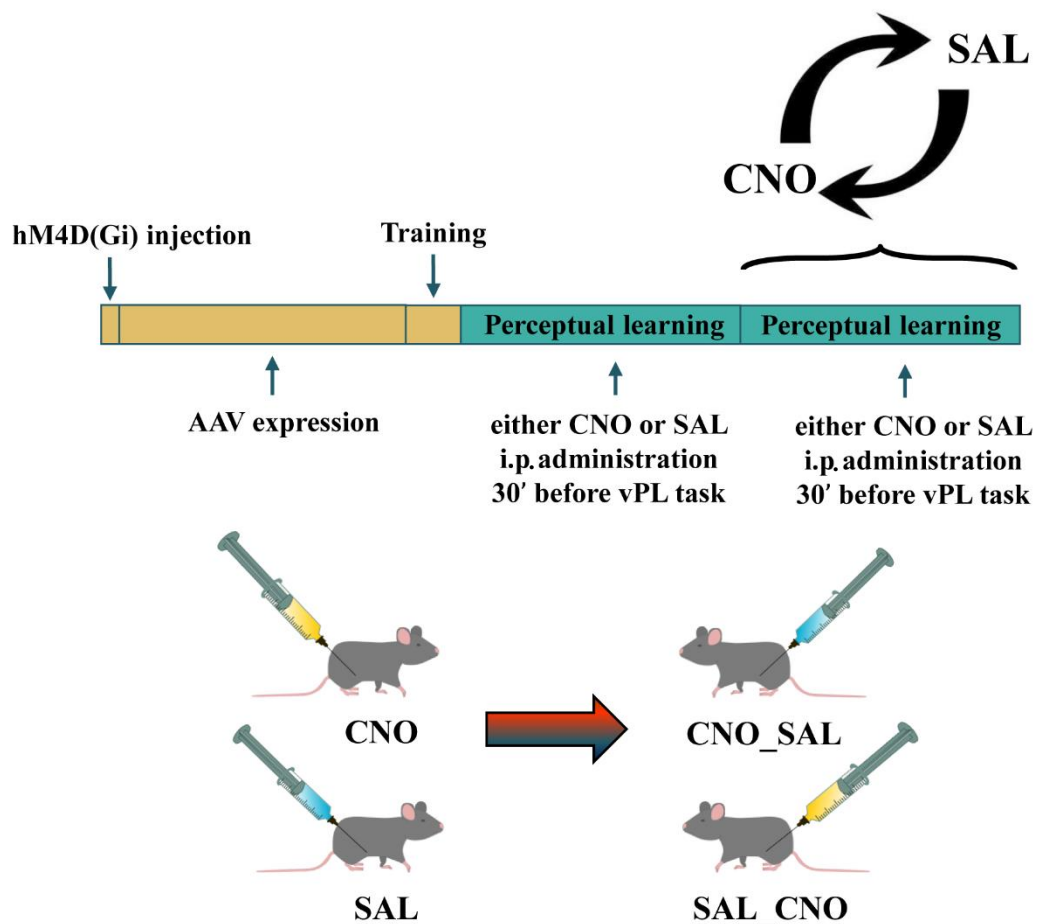 SAL
CNO
hM4D(Gi) injection
Training
Perceptual learning
Perceptual learning
AAV expression
either CNO or SAL
i.p. administration
30' before vPL task
either CNO or SAL
i.p. administration
30' before vPL task
CNO
CNO_SAL
SAL
SAL_CNO